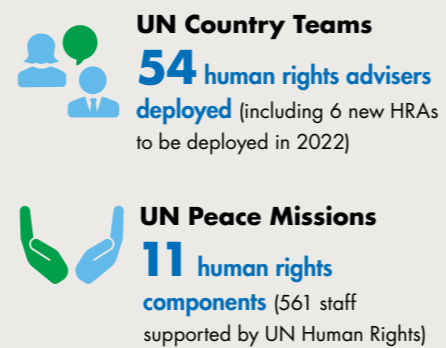 UN Country Teams
54 human rights advisers
deployed (including 6 new HRAs
to be deployed in 2022)
UN Peace Missions
11 human rights
components (561 staff
supported by UN Human Rights)